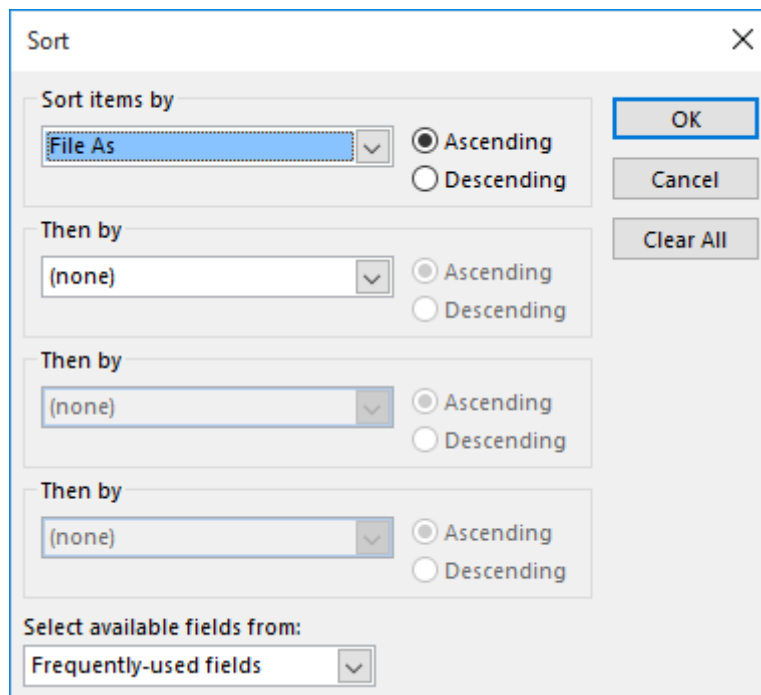 Sort
Sort items by
File As
Ascending
Descending
OK
Cancel
Clear All
Then by
(none)
Ascending
Descending
Then by
(none)
Ascending
Descending
Then by
(none)
Ascending
Descending
Select available fields from:
Frequently-used fields